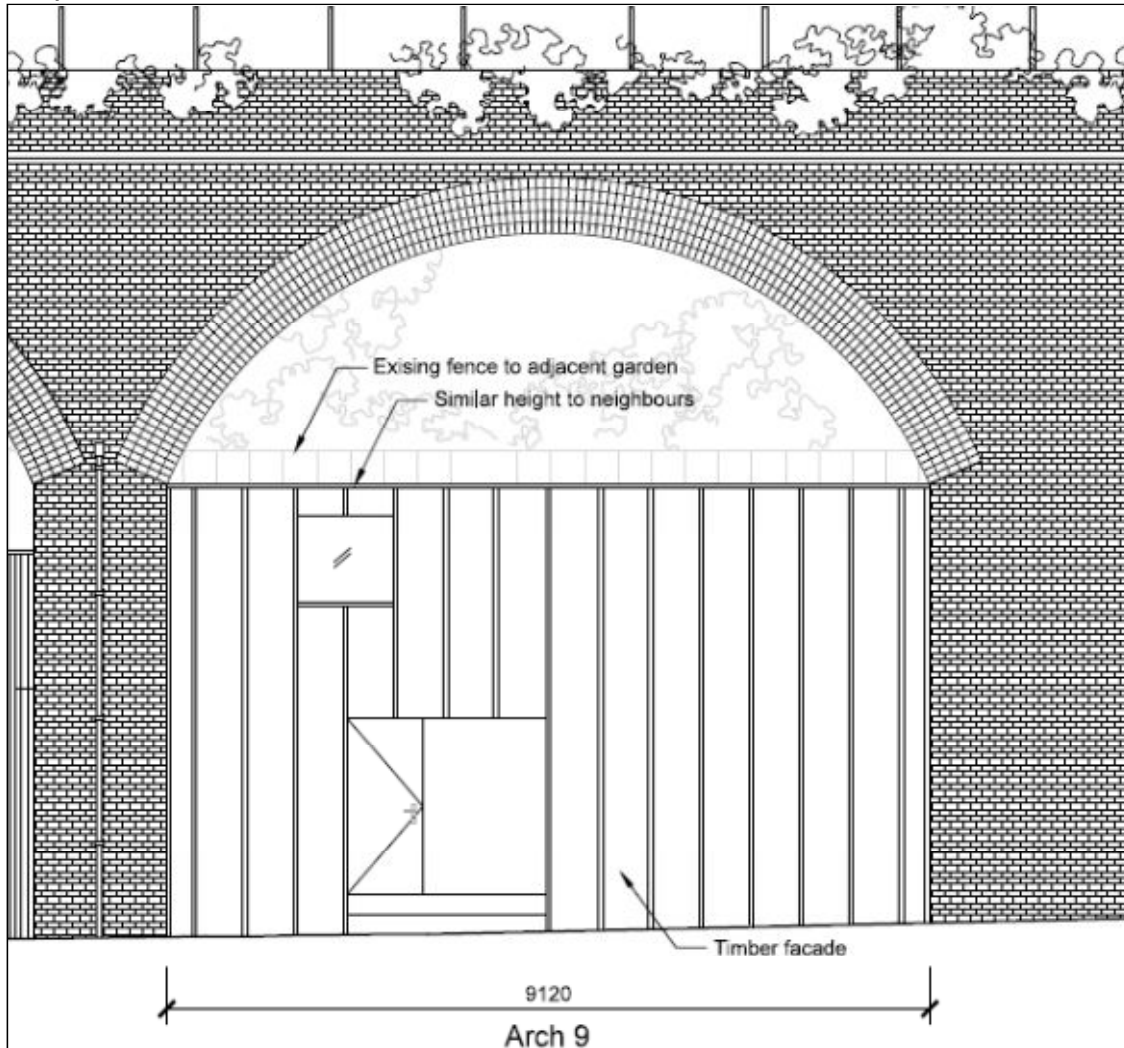 Exising fence to adjacent garden
Similar height to neighbours
Timber facade
9120
Arch 9